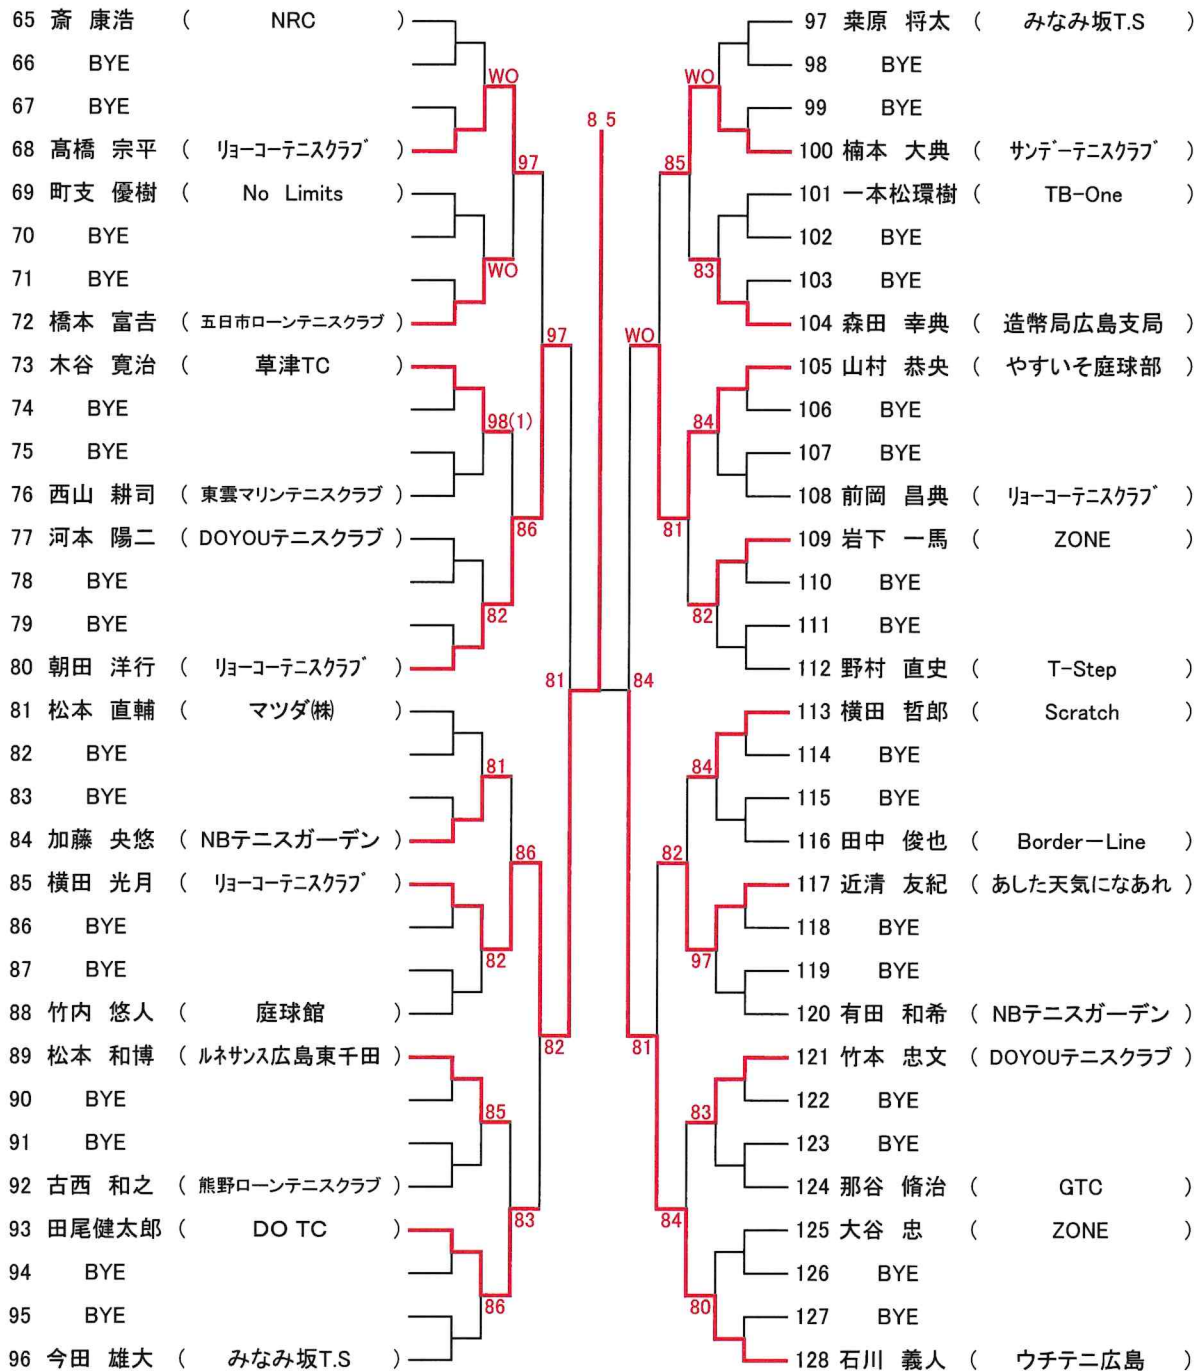 65 斎 康浩 ( NRC )
66 BYE
67 BYE
68 髙橋 宗平 ( リョーコーテニスクラブ )
69 町支 優樹 ( No Limits )
70 BYE
71 BYE
72 橋本 富吉 ( 五日市ローンテニスクラブ )
73 木谷 寛治 ( 草津TC )
74 BYE
75 BYE
76 西山 耕司 ( 東雲マリンテニスクラブ )
77 河本 陽二 ( DOYOUテニスクラブ )
78 BYE
79 BYE
80 朝田 洋行 ( リョーコーテニスクラブ )
81 松本 直輔 ( マツダ㈱ )
82 BYE
83 BYE
84 加藤 央悠 ( NBテニスガーデン )
85 横田 光月 ( リョーコーテニスクラブ )
86 BYE
87 BYE
88 竹内 悠人 ( 庭球館 )
89 松本 和博 ( ルネサンス広島東千田 )
90 BYE
91 BYE
92 古西 和之 ( 熊野ローンテニスクラブ )
93 田尾健太郎 ( DO TC )
94 BYE
95 BYE
96 今田 雄大 ( みなみ坂T.S )
WO
WO
98(1)
82
81
82
85
86
97
86
86
83
97
82
81
8 5
84
WO
81
85
81
82
84
WO
83
84
82
84
97
83
80
97 桒原 将太 ( みなみ坂T.S )
98 BYE
99 BYE
100 楠本 大典 ( サンデーテニスクラブ )
101 一本松環樹 ( TB-One )
102 BYE
103 BYE
104 森田 幸典 ( 造幣局広島支局 )
105 山村 恭央 ( やすいそ庭球部 )
106 BYE
107 BYE
108 前岡 昌典 ( リョーコーテニスクラブ )
109 岩下 一馬 ( ZONE )
110 BYE
111 BYE
112 野村 直史 ( T-Step )
113 横田 哲郎 ( Scratch )
114 BYE
115 BYE
116 田中 俊也 ( Border－Line )
117 近清 友紀 ( あした天気になあれ )
118 BYE
119 BYE
120 有田 和希 ( NBテニスガーデン )
121 竹本 忠文 ( DOYOUテニスクラブ )
122 BYE
123 BYE
124 那谷 脩治 ( GTC )
125 大谷 忠 ( ZONE )
126 BYE
127 BYE
128 石川 義人 ( ウチテニ広島 )